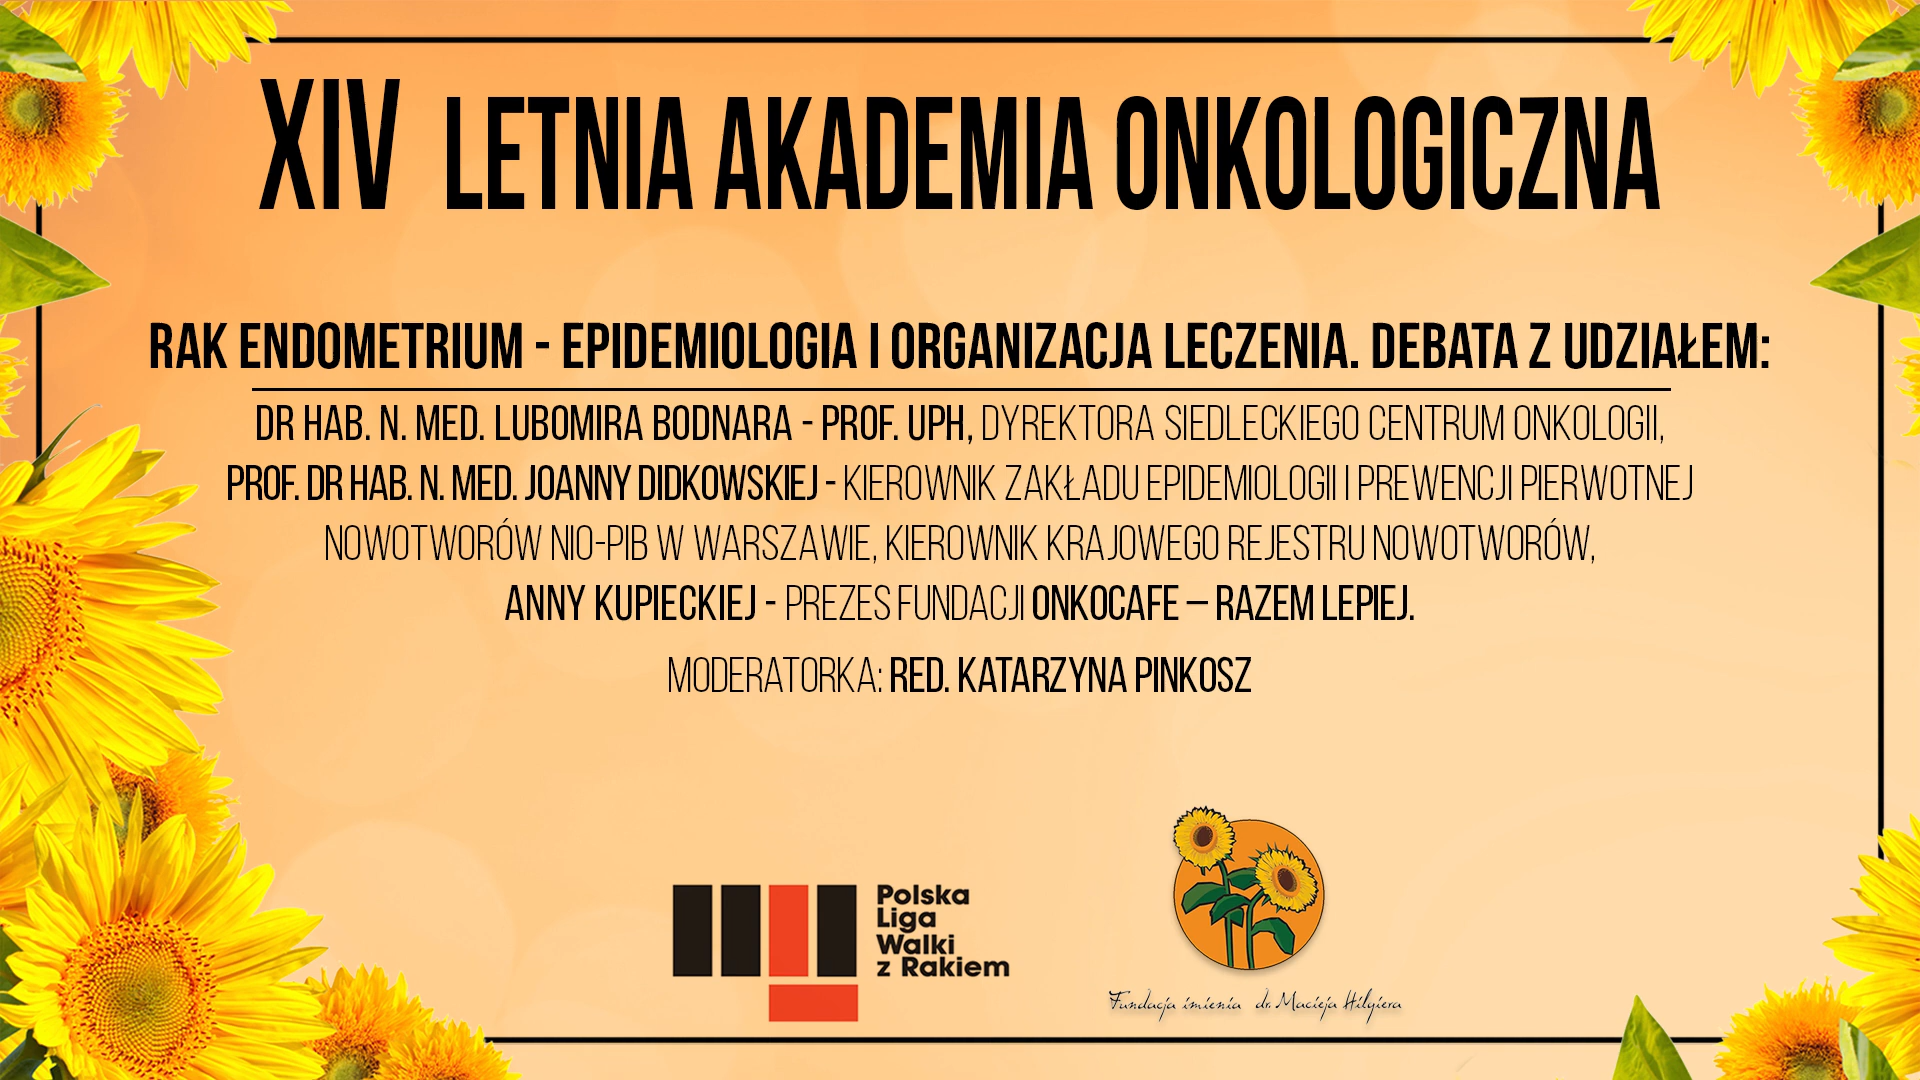 XIV LETNIA AKADEMIA ONKOLOGICZNA
RAK ENDOMETRIUM - EPIDEMIOLOGIA I ORGANIZACJA LECZENIA. DEBATA Z UDZIAŁEM:
DR HAB. N. MED. LUBOMIRA BODNARA - PROF. UPH, DYREKTORA SIEDLECKIEGO CENTRUM ONKOLOGII,
PROF. DR HAB. N. MED. JOANNY DIDKOWSKIEJ - KIEROWNIK ZAKŁADU EPIDEMIOLOGII I PREWENCJI PIERWOTNEJ
NOWOTWORÓW NIO-PIB W WARSZAWIE, KIEROWNIK KRAJOWEGO REJESTRU NOWOTWORÓW,
ANNY KUPIECKIEJ - PREZES FUNDACJI ONKOCAFE – RAZEM LEPIEJ.
MODERATORKA: RED. KATARZYNA PINKOSZ
Polska
Liga
Walki
z Rakiem
Fundacja imienia dr. Macieja Hilgiera